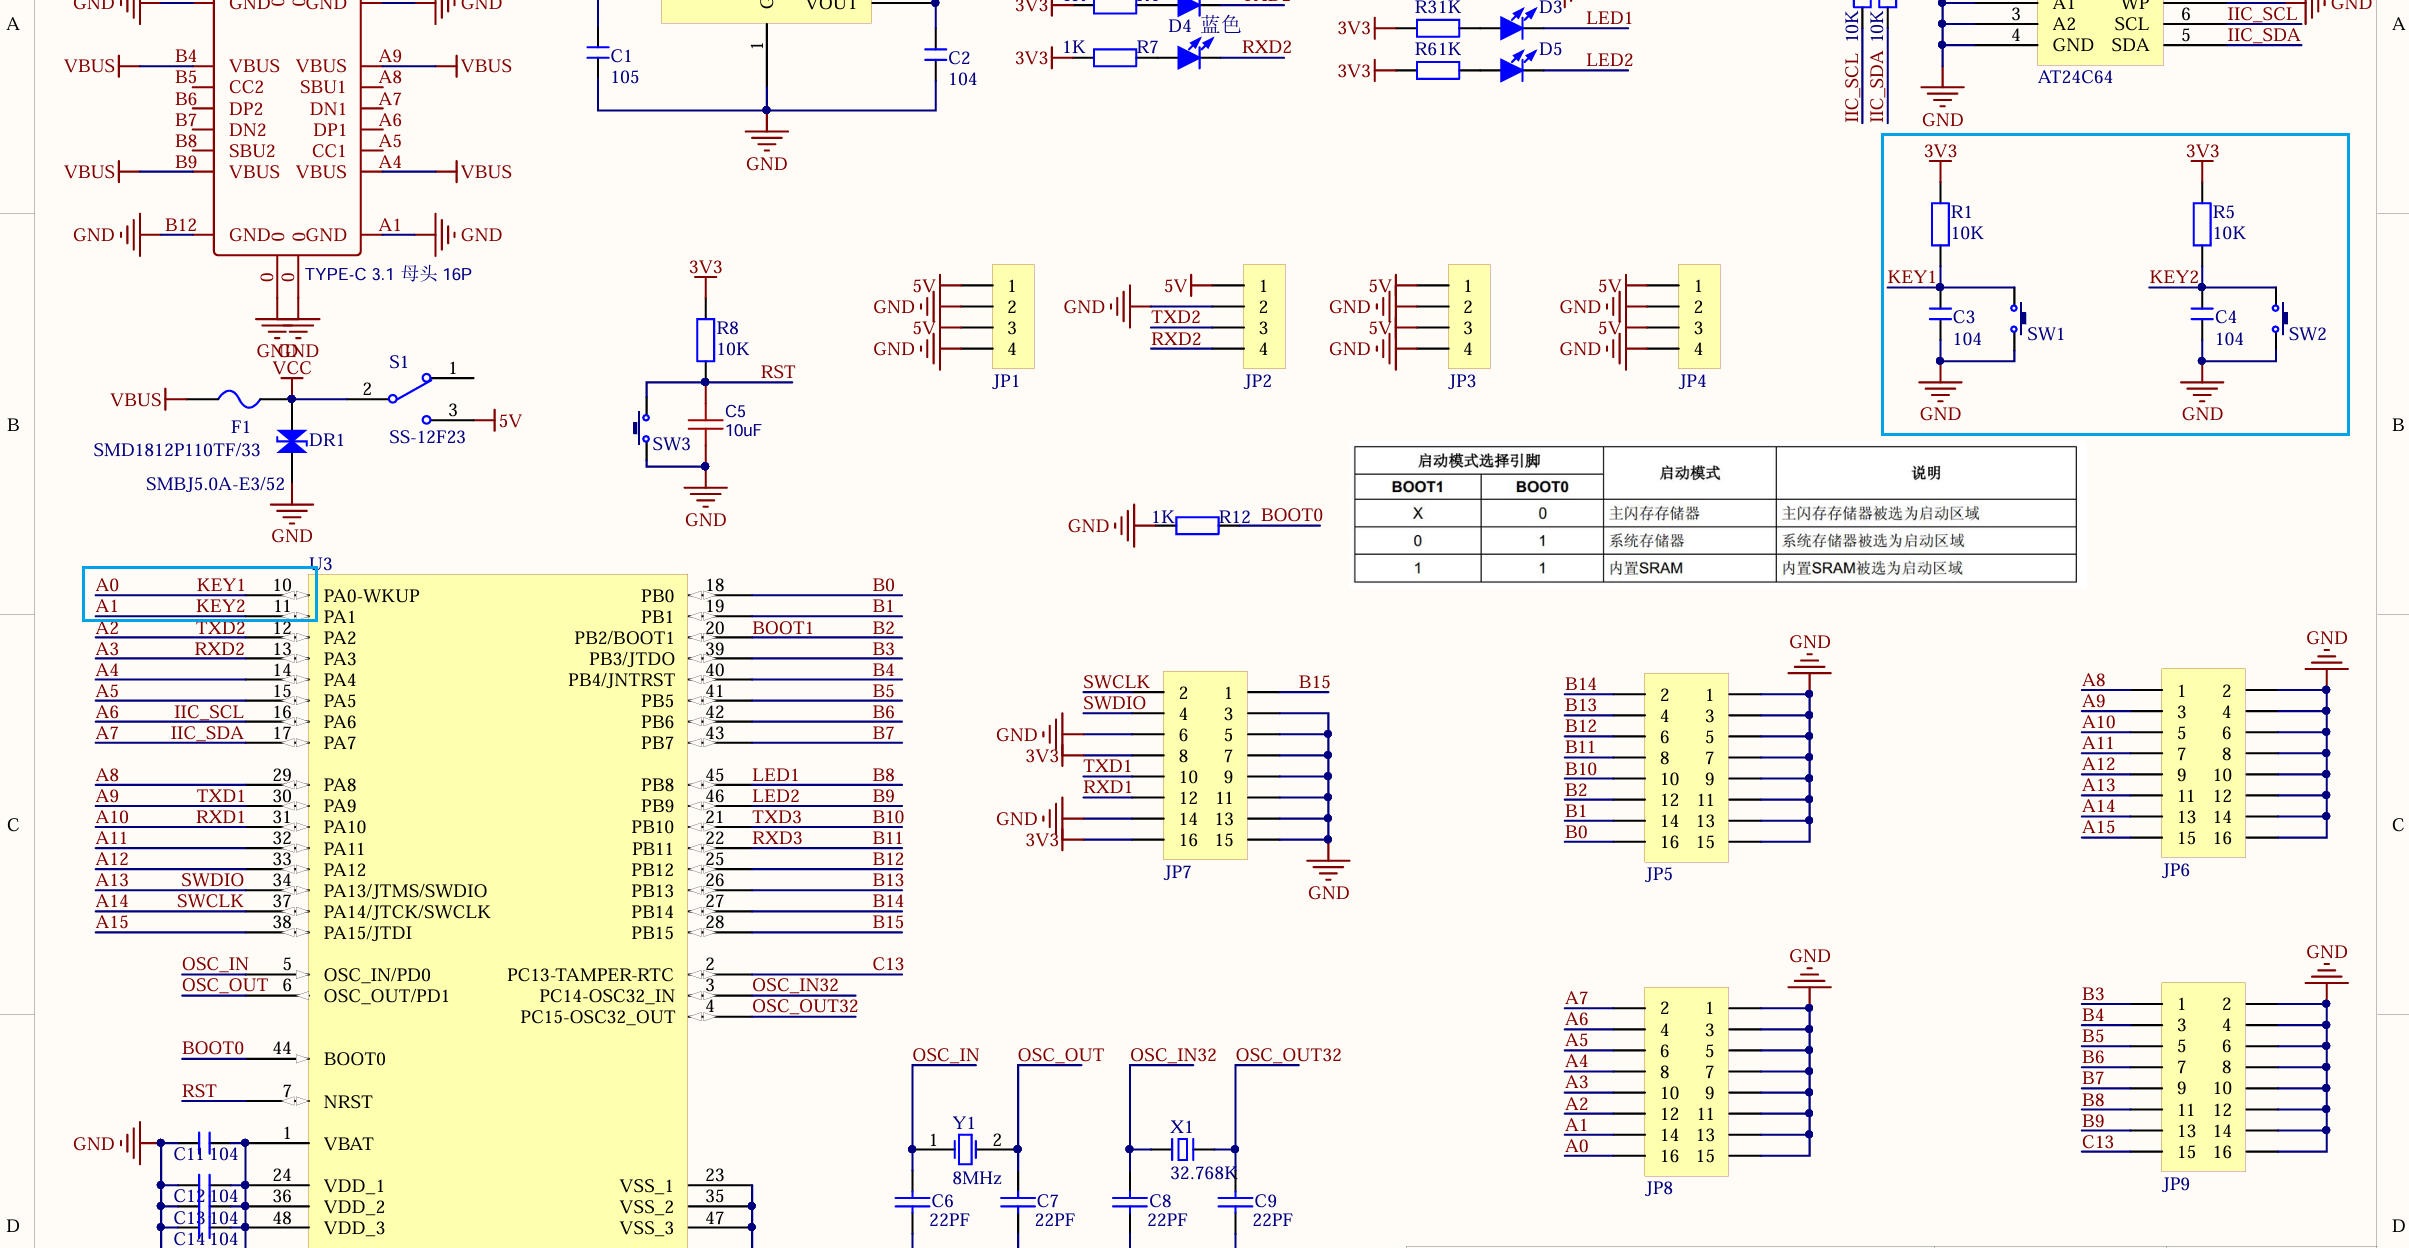 A
GND
GND
VBUS
B4
VBUS VBUS
A9
VBUS
B5
CC2 SBU1
A8
B6
DP2 DN1
A7
B7
DN2 DP1
A6
B8
SBU2 CC1
A5
VBUS
B9
VBUS VBUS
A4
VBUS
GND
B12
GND 0 0 GND
A1
GND
0 0
TYPE-C 3.1 母头 16P
GND GND
VOUT
1
C1
105
C2
104
GND
3V3
D4 蓝色
3V3 1K R7 RXD2
R3 1K D3
3V3 LED1
R6 1K D5
3V3 LED2
IIC_SCL 10K
IIC_SDA 10K
A1 WP
GND
3 A2 SCL 6 IIC_SCL
4 GND SDA 5 IIC_SDA
AT24C64
GND
A
3V3
R1
10K
KEY1
C3
104
SW1
GND
3V3
R5
10K
KEY2
C4
104
SW2
GND
B
VCC
VBUS
F1
SMD1812P110TF/33
DR1
SMBJ5.0A-E3/52
GND
S1
1
2
3
5V
SS-12F23
3V3
R8
10K
RST
C5
10uF
SW3
GND
5V 1
GND 2
5V 3
GND 4
JP1
5V 1
GND 2
TXD2 3
RXD2 4
JP2
5V 1
GND 2
5V 3
GND 4
JP3
5V 1
GND 2
5V 3
GND 4
JP4
GND 1K R12 BOOT0
启动模式选择引脚 启动模式 说明
BOOT1 BOOT0
X 0 主闪存存储器 主闪存存储器被选为启动区域
0 1 系统存储器 系统存储器被选为启动区域
1 1 内置SRAM 内置SRAM被选为启动区域
B
U3
A0 KEY1 10 PA0-WKUP PB0 18 B0
A1 KEY2 11 PA1 PB1 19 B1
A2 TXD2 12 PA2 PB2/BOOT1 20 BOOT1 B2
A3 RXD2 13 PA3 PB3/JTDO 39 B3
A4 14 PA4 PB4/JNTRST 40 B4
A5 15 PA5 PB5 41 B5
A6 IIC_SCL 16 PA6 PB6 42 B6
A7 IIC_SDA 17 PA7 PB7 43 B7
A8 29 PA8 PB8 45 LED1 B8
A9 TXD1 30 PA9 PB9 46 LED2 B9
A10 RXD1 31 PA10 PB10 21 TXD3 B10
A11 32 PA11 PB11 22 RXD3 B11
A12 33 PA12 PB12 25 B12
A13 SWDIO 34 PA13/JTMS/SWDIO PB13 26 B13
A14 SWCLK 37 PA14/JTCK/SWCLK PB14 27 B14
A15 38 PA15/JTDI PB15 28 B15
OSC_IN 5 OSC_IN/PD0 PC13-TAMPER-RTC 2 C13
OSC_OUT 6 OSC_OUT/PD1 PC14-OSC32_IN 3 OSC_IN32
PC15-OSC32_OUT 4 OSC_OUT32
BOOT0 44 BOOT0
RST 7 NRST
GND C11 104 1 VBAT
C12 104 24 VDD_1 VSS_1 23
C13 104 36 VDD_2 VSS_2 35
C14 104 48 VDD_3 VSS_3 47
C
SWCLK 2 1 B15
SWDIO 4 3
GND 6 5
3V3 8 7
TXD1 10 9
RXD1 12 11
GND 14 13
3V3 16 15
JP7
GND
GND
B14 2 1
B13 4 3
B12 6 5
B11 8 7
B10 10 9
B2 12 11
B1 14 13
B0 16 15
JP5
GND
A8 1 2
A9 3 4
A10 5 6
A11 7 8
A12 9 10
A13 11 12
A14 13 14
A15 15 16
JP6
C
OSC_IN OSC_OUT
Y1
1 2
8MHz
C6
22PF
C7
22PF
OSC_IN32 OSC_OUT32
X1
32.768K
C8
22PF
C9
22PF
GND
A7 2 1
A6 4 3
A5 6 5
A4 8 7
A3 10 9
A2 12 11
A1 14 13
A0 16 15
JP8
GND
B3 1 2
B4 3 4
B5 5 6
B6 7 8
B7 9 10
B8 11 12
B9 13 14
C13 15 16
JP9
D
D